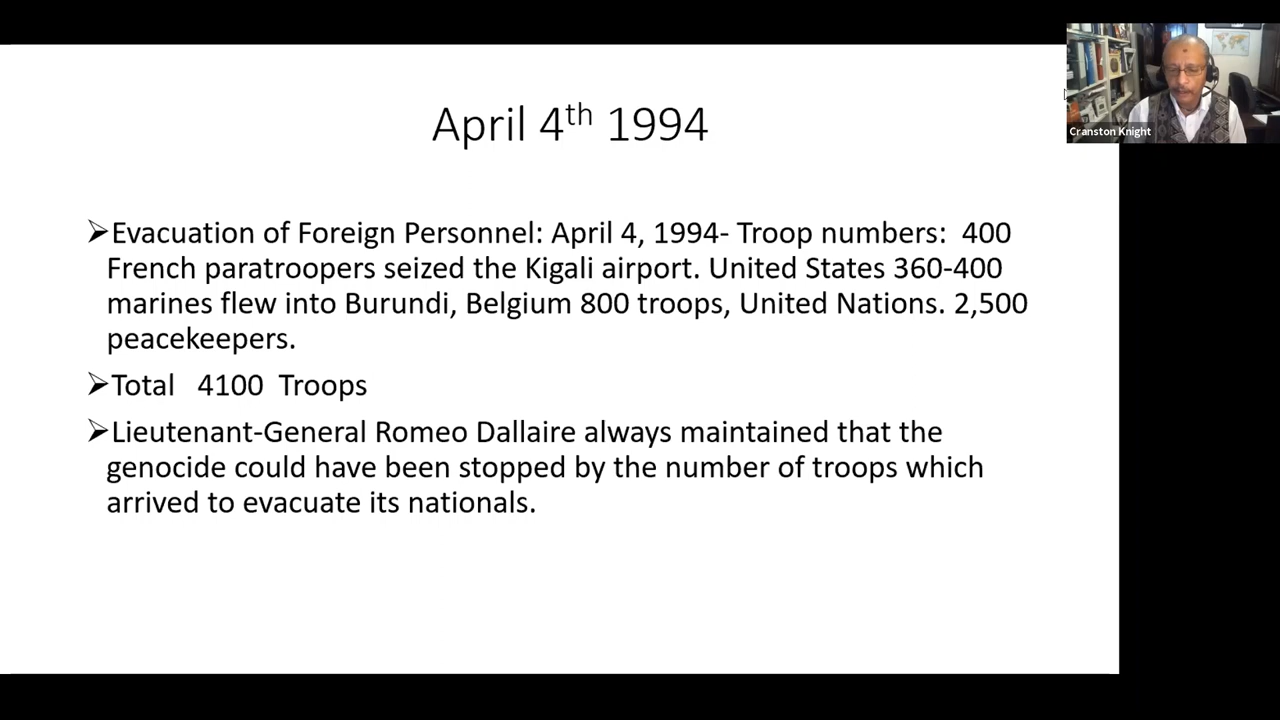 April 4th 1994
Cranston Knight
➢Evacuation of Foreign Personnel: April 4, 1994- Troop numbers:  400
French paratroopers seized the Kigali airport. United States 360-400
marines flew into Burundi, Belgium 800 troops, United Nations. 2,500
peacekeepers.
➢Total   4100  Troops
➢Lieutenant-General Romeo Dallaire always maintained that the
genocide could have been stopped by the number of troops which
arrived to evacuate its nationals.